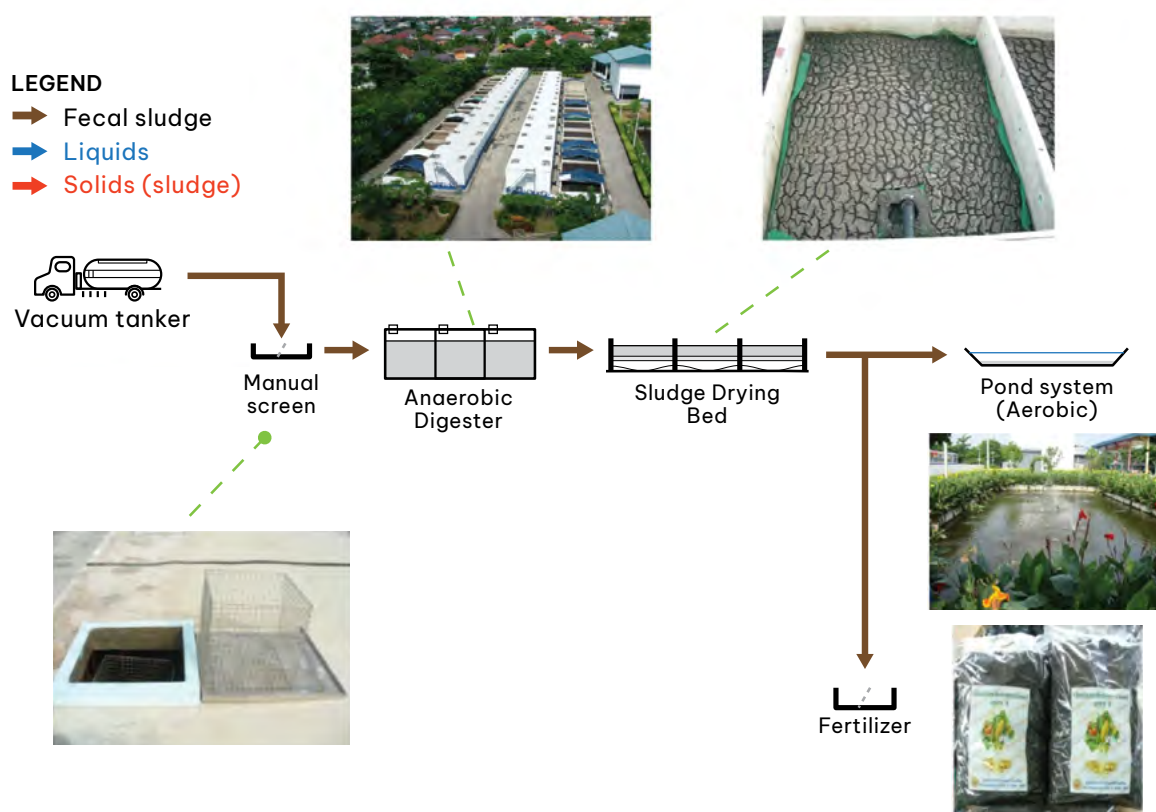 LEGEND
Fecal sludge
Liquids
Solids (sludge)
Vacuum tanker
Manual
screen
Anaerobic
Digester
Sludge Drying
Bed
Pond system
(Aerobic)
Fertilizer